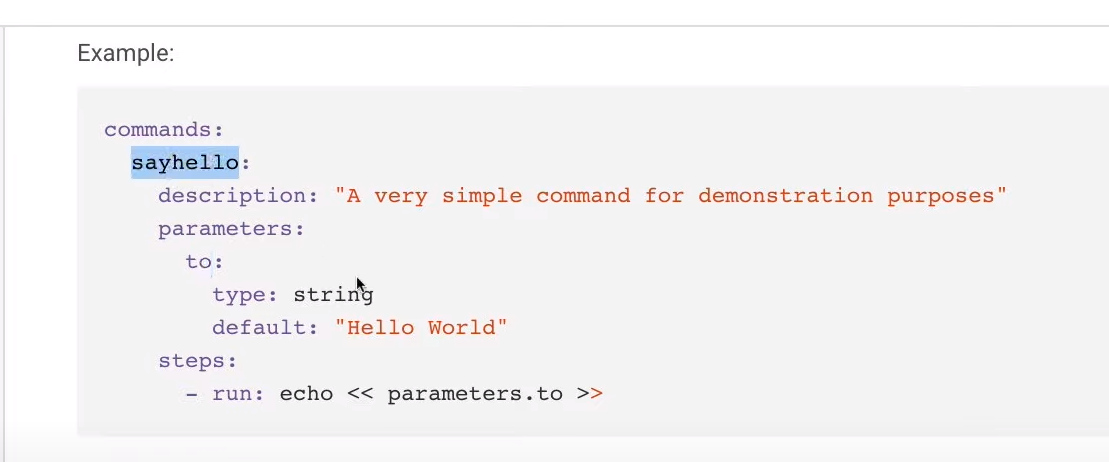 Example:
commands:
  sayhello:
    description: "A very simple command for demonstration purposes"
    parameters:
      to:
        type: string
        default: "Hello World"
    steps:
      - run: echo << parameters.to >>